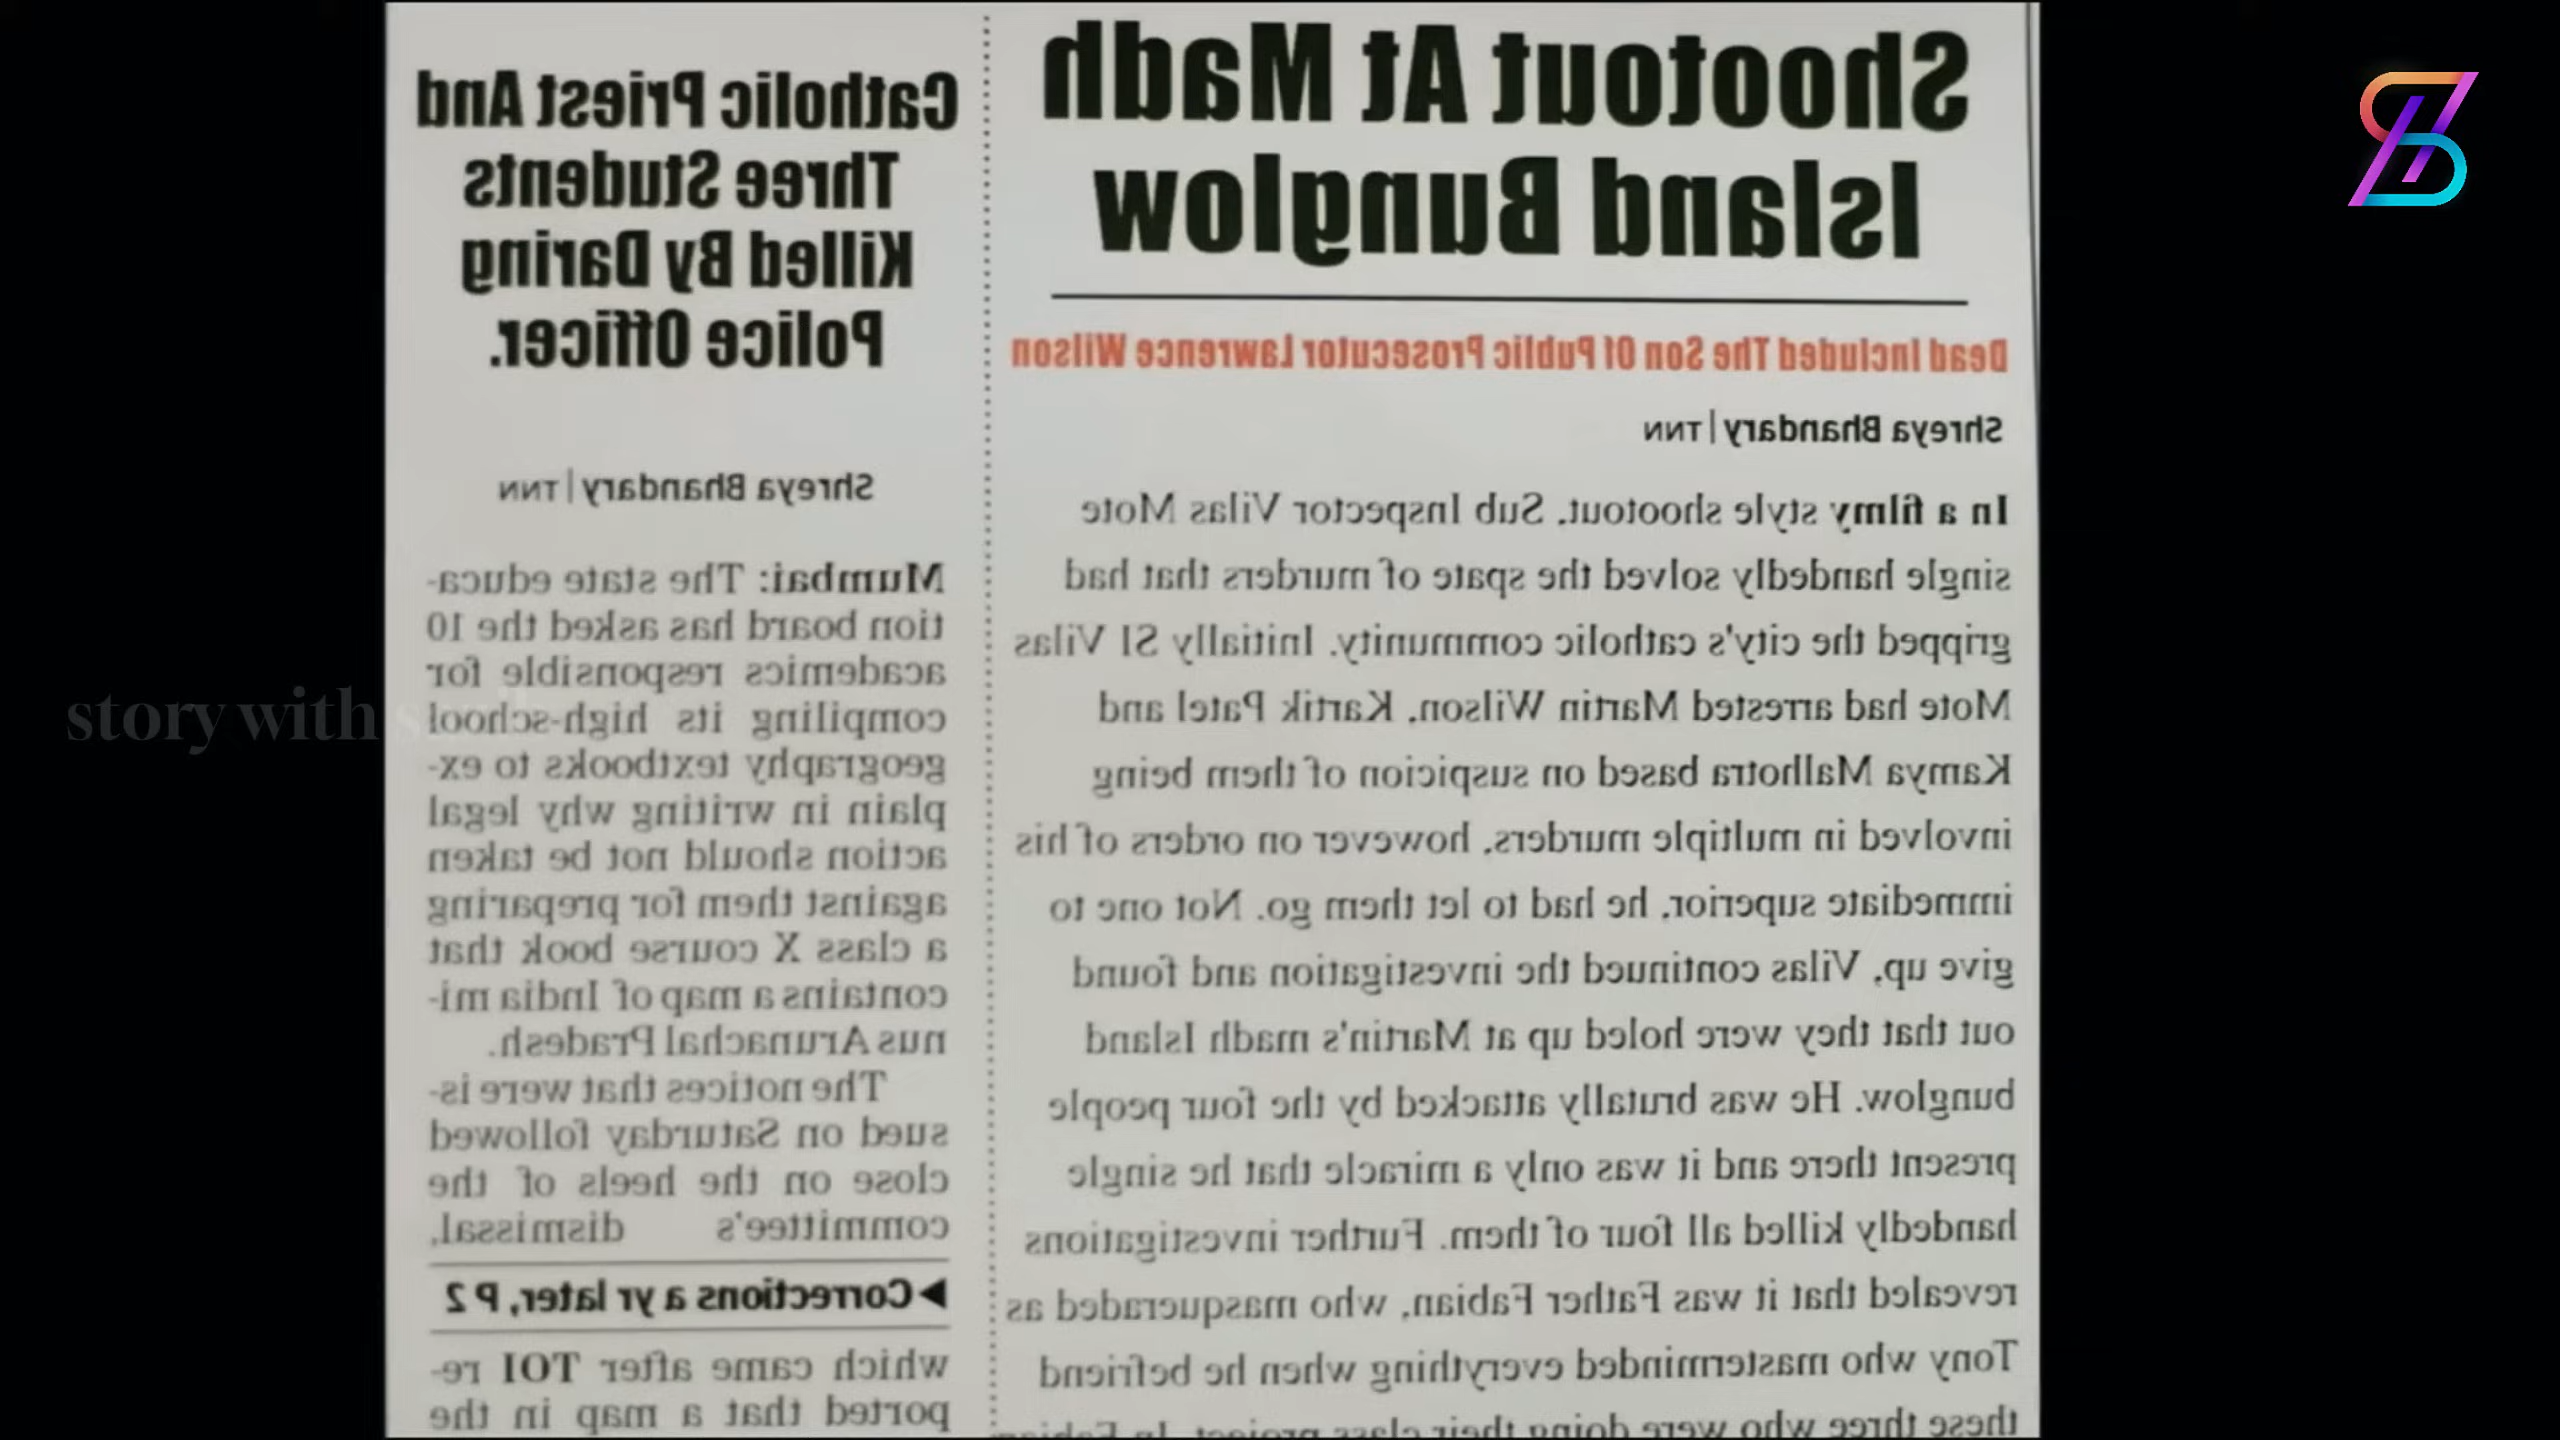 Shootout At Madh
Island Bunglow
Dead Included The Son Of Public Prosecutor Lawrence Wilson
Shreya Bhandary | TNN
In a filmy style shootout, Sub Inspector Vilas Mote
single handedly solved the spate of murders that had
gripped the city's catholic community. Initially SI Vilas
Mote had arrested Martin Wilson, Kartik Patel and
Kamya Malhotra based on suspicion of them being
involved in multiple murders, however on orders of his
immediate superior, he had to let them go. Not one to
give up, Vilas continued the investigation and found
out that they were holed up at Martin's madh Island
bunglow. He was brutally attacked by the four people
present there and it was only a miracle that he single
handedly killed all four of them. Further investigations
revealed that it was Father Fabian, who masqueraded as
Tony who masterminded everything when he befriend
these three who were doing their class project. In
Catholic Priest And
Three Students
Killed By Daring
Police Officer.
Shreya Bhandary | TNN
Mumbai: The state educa-
tion board has asked the 10
academics responsible for
compiling its high-school
geography textbooks to ex-
plain in writing why legal
action should not be taken
against them for preparing
a class X course book that
contains a map of India mi-
nus Arunachal Pradesh.
The notices that were is-
sued on Saturday followed
close on the heels of the
committee's dismissal,
▶Corrections a yr later, P 2
which came after TOI re-
ported that a map in the
story with